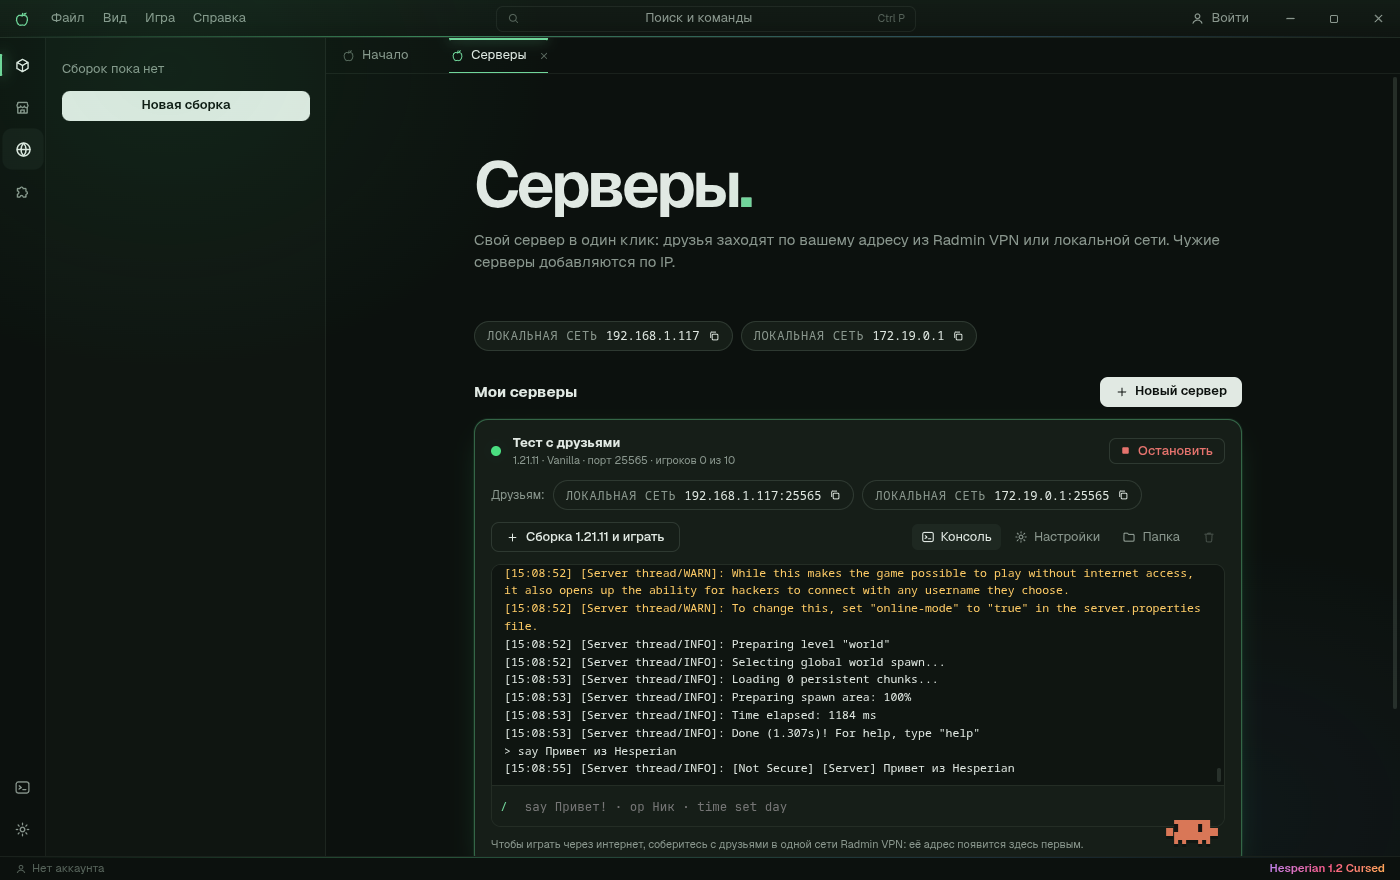 Файл Вид Игра Справка
Поиск и команды Ctrl P
Войти
Сборок пока нет
Новая сборка
Начало
Серверы
Серверы.
Свой сервер в один клик: друзья заходят по вашему адресу из Radmin VPN или локальной сети. Чужие
серверы добавляются по IP.
ЛОКАЛЬНАЯ СЕТЬ 192.168.1.117
ЛОКАЛЬНАЯ СЕТЬ 172.19.0.1
Мои серверы
Новый сервер
Тест с друзьями
1.21.11 · Vanilla · порт 25565 · игроков 0 из 10
Остановить
Друзьям: ЛОКАЛЬНАЯ СЕТЬ 192.168.1.117:25565 ЛОКАЛЬНАЯ СЕТЬ 172.19.0.1:25565
Сборка 1.21.11 и играть
Консоль Настройки Папка
[15:08:52] [Server thread/WARN]: While this makes the game possible to play without internet access,
it also opens up the ability for hackers to connect with any username they choose.
[15:08:52] [Server thread/WARN]: To change this, set "online-mode" to "true" in the server.properties
file.
[15:08:52] [Server thread/INFO]: Preparing level "world"
[15:08:52] [Server thread/INFO]: Selecting global world spawn...
[15:08:53] [Server thread/INFO]: Loading 0 persistent chunks...
[15:08:53] [Server thread/INFO]: Preparing spawn area: 100%
[15:08:53] [Server thread/INFO]: Time elapsed: 1184 ms
[15:08:53] [Server thread/INFO]: Done (1.307s)! For help, type "help"
> say Привет из Hesperian
[15:08:55] [Server thread/INFO]: [Not Secure] [Server] Привет из Hesperian
/ say Привет! · op Ник · time set day
Чтобы играть через интернет, соберитесь с друзьями в одной сети Radmin VPN: её адрес появится здесь первым.
Нет аккаунта
Hesperian 1.2 Cursed